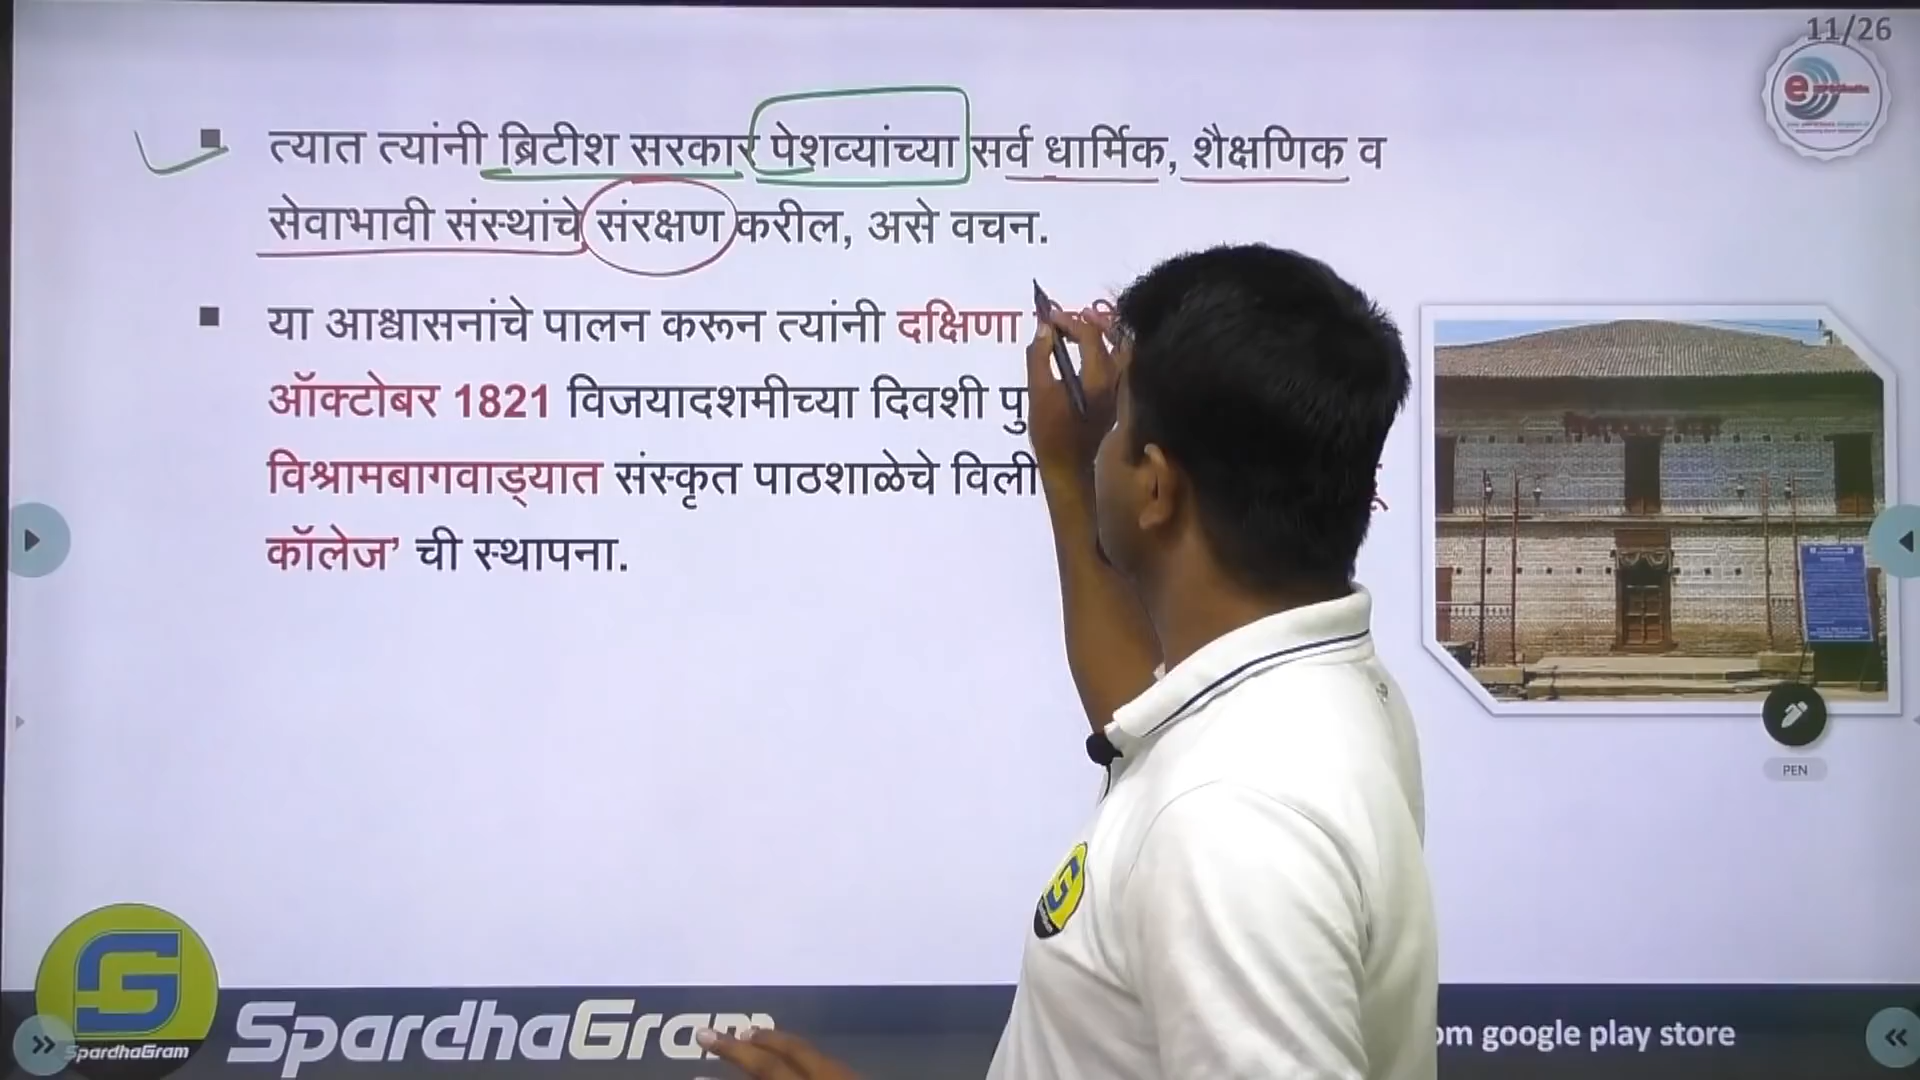 11/26
त्यात त्यांनी ब्रिटीश सरकार पेशव्यांच्या सर्व धार्मिक, शैक्षणिक व
सेवाभावी संस्थांचे संरक्षण करील, असे वचन.
या आश्वासनांचे पालन करून त्यांनी दक्षिणा
ऑक्टोबर 1821 विजयादशमीच्या दिवशी
विश्रामबागवाड्यात संस्कृत पाठशाळेचे
कॉलेज’ ची स्थापना.
PEN
SpardhaGram
SpardhaGram
google play store